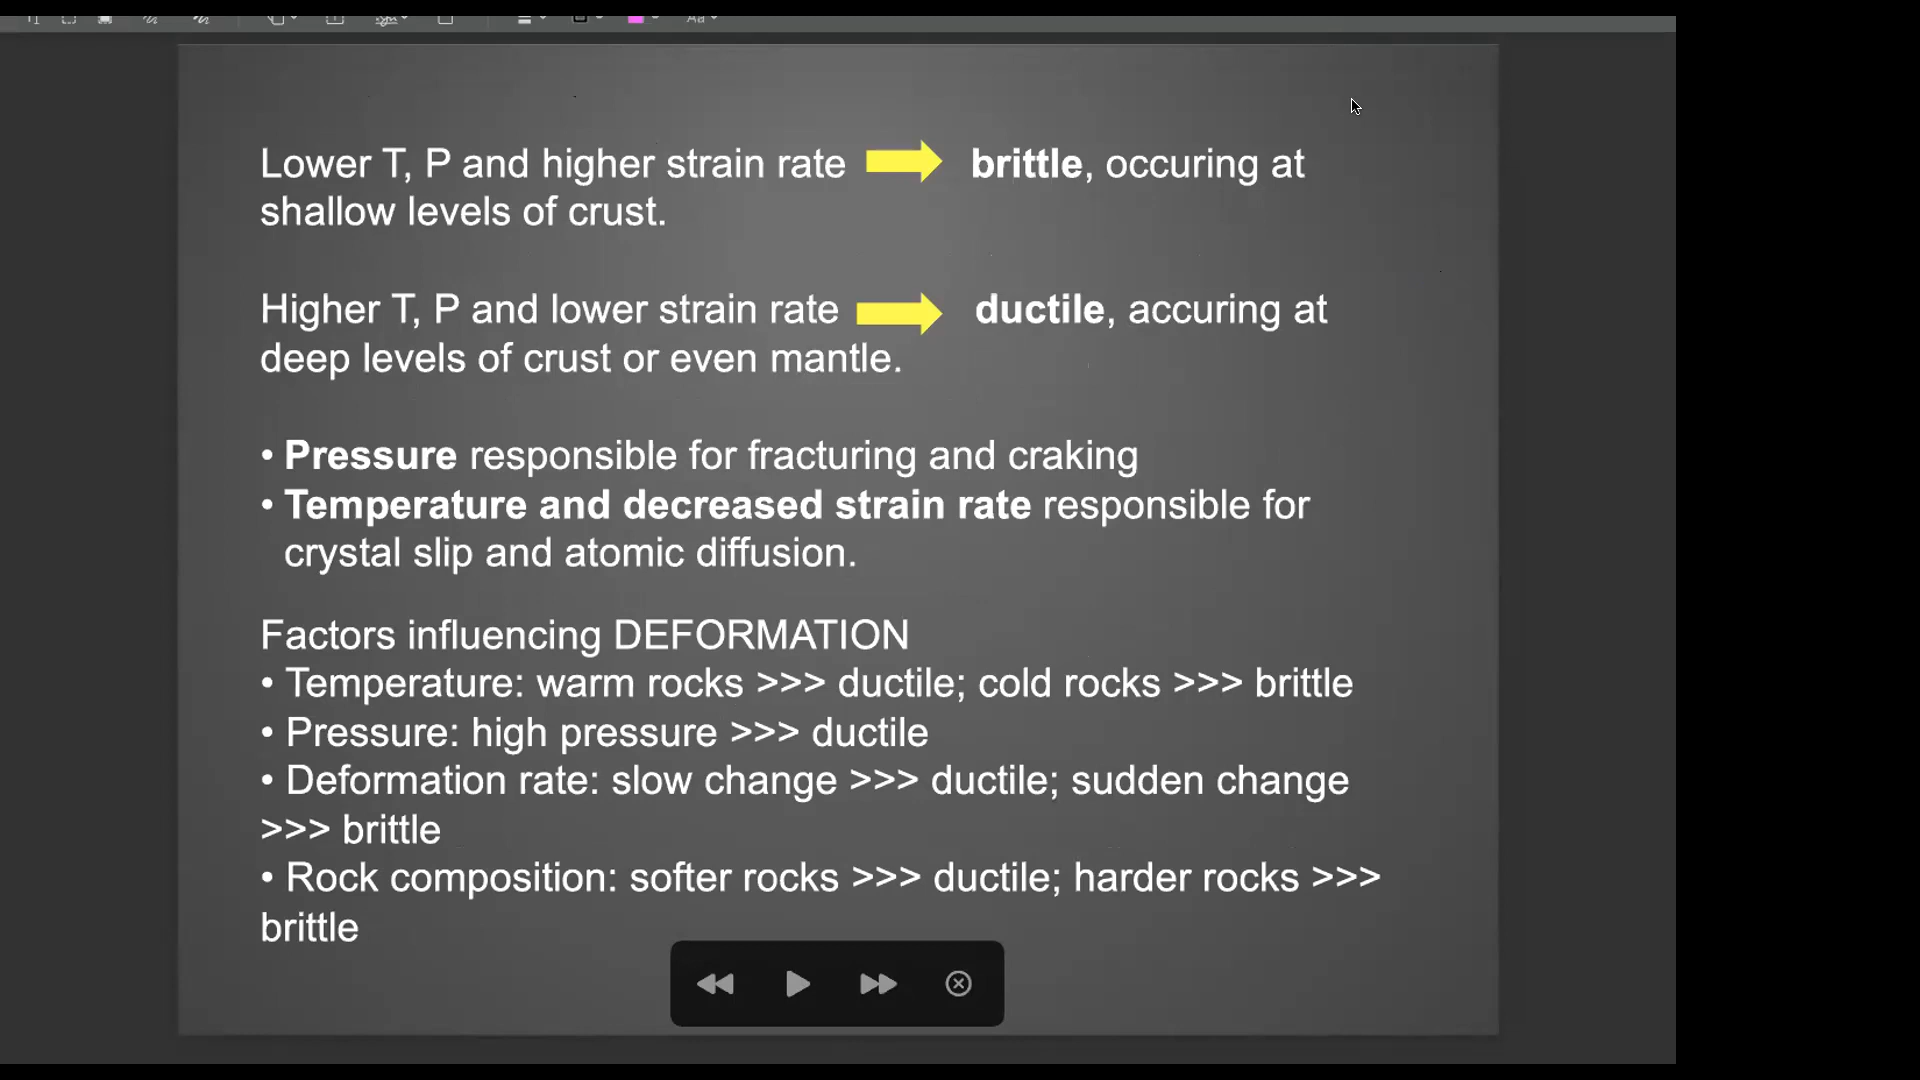 Lower T, P and higher strain rate brittle, occuring at
shallow levels of crust.
Higher T, P and lower strain rate ductile, accuring at
deep levels of crust or even mantle.
• Pressure responsible for fracturing and craking
• Temperature and decreased strain rate responsible for
crystal slip and atomic diffusion.
Factors influencing DEFORMATION
• Temperature: warm rocks >>> ductile; cold rocks >>> brittle
• Pressure: high pressure >>> ductile
• Deformation rate: slow change >>> ductile; sudden change
>>> brittle
• Rock composition: softer rocks >>> ductile; harder rocks >>>
brittle